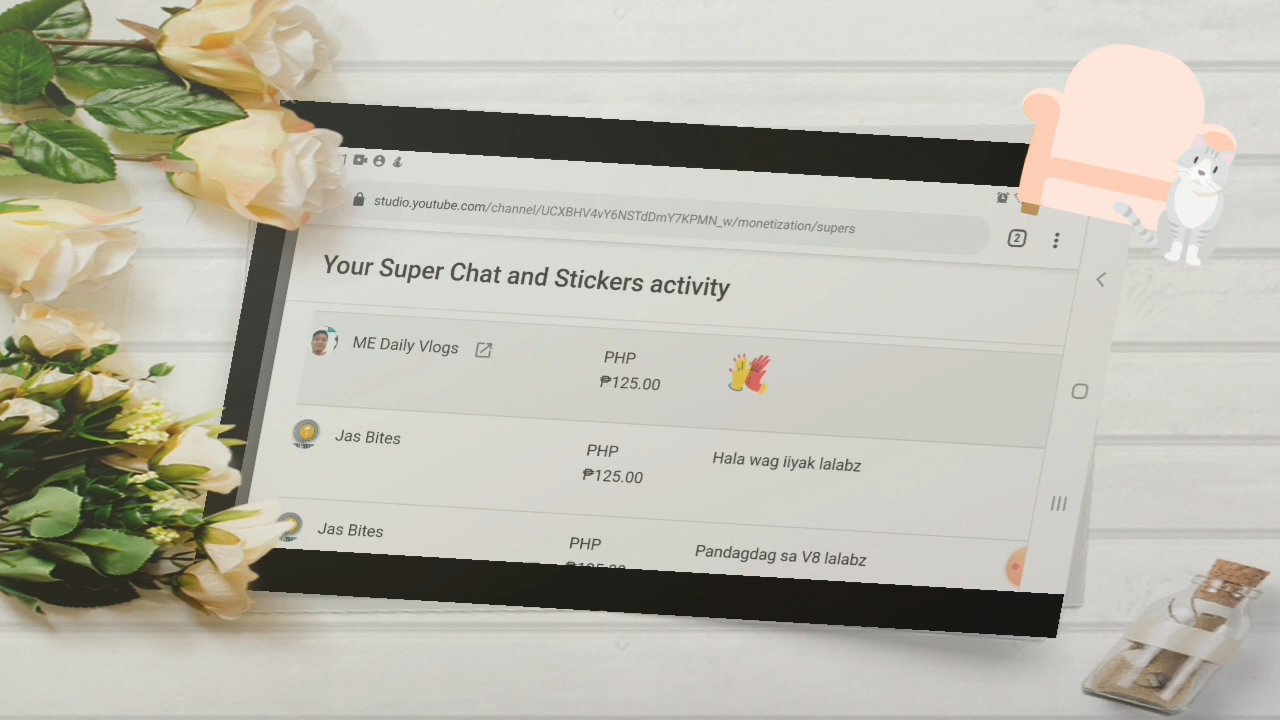 studio.youtube.com/channel/UCXBHV4vY6NSTdDmY7KPMN_w/monetization/supers
2
Your Super Chat and Stickers activity
ME Daily Vlogs
PHP
₱125.00
Jas Bites
PHP
₱125.00
Hala wag iiyak lalabz
Jas Bites
PHP
Pandagdag sa V8 lalabz